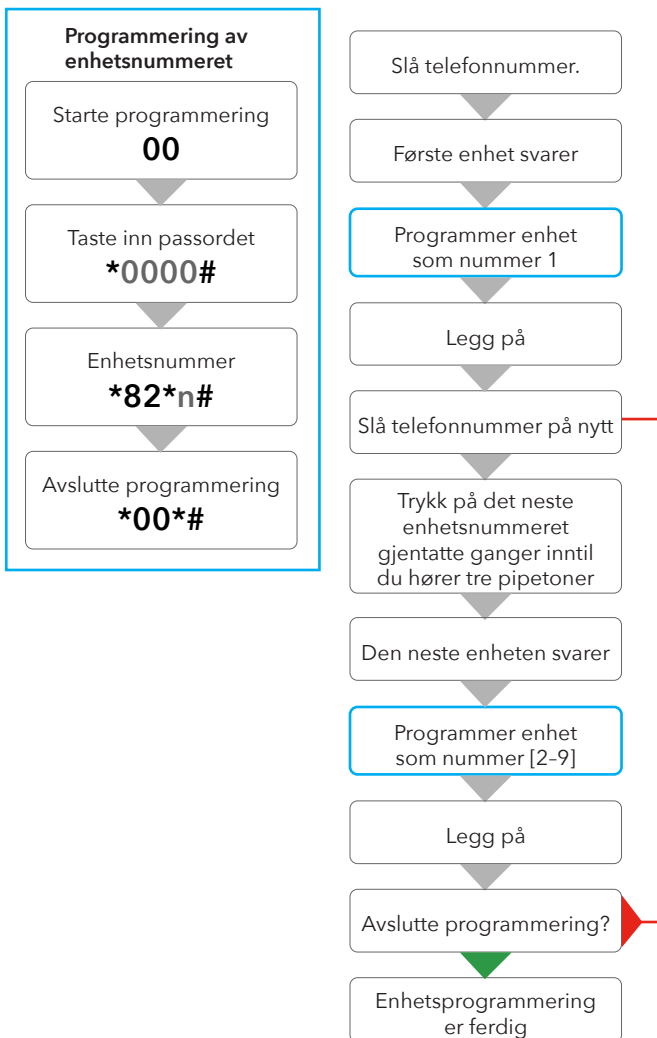 Programmering av
enhetsnummeret
Starte programmering
00
Taste inn passordet
*0000#
Enhetsnummer
*82*n#
Avslutte programmering
*00*#
Slå telefonnummer.
Første enhet svarer
Programmer enhet
som nummer 1
Legg på
Slå telefonnummer på nytt
Trykk på det neste
enhetsnummeret
gjentatte ganger inntil
du hører tre pipetoner
Den neste enheten svarer
Programmer enhet
som nummer [2–9]
Legg på
Avslutte programmering?
Enhetsprogrammering
er ferdig